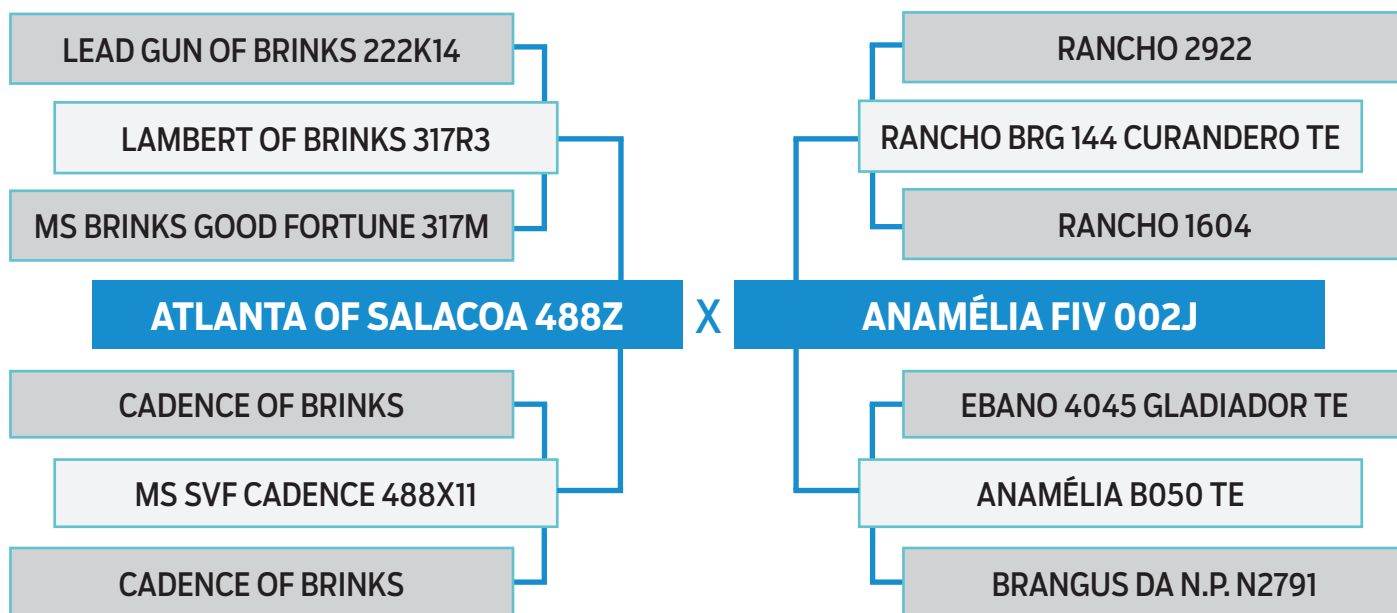 LEAD GUN OF BRINKS 222K14
LAMBERT OF BRINKS 317R3
MS BRINKS GOOD FORTUNE 317M
ATLANTA OF SALACOA 488Z
CADENCE OF BRINKS
MS SVF CADENCE 488X11
CADENCE OF BRINKS
X
RANCHO 2922
RANCHO BRG 144 CURANDERO TE
RANCHO 1604
ANAMÉLIA FIV 002J
EBANO 4045 GLADIADOR TE
ANAMÉLIA B050 TE
BRANGUS DA N.P. N2791